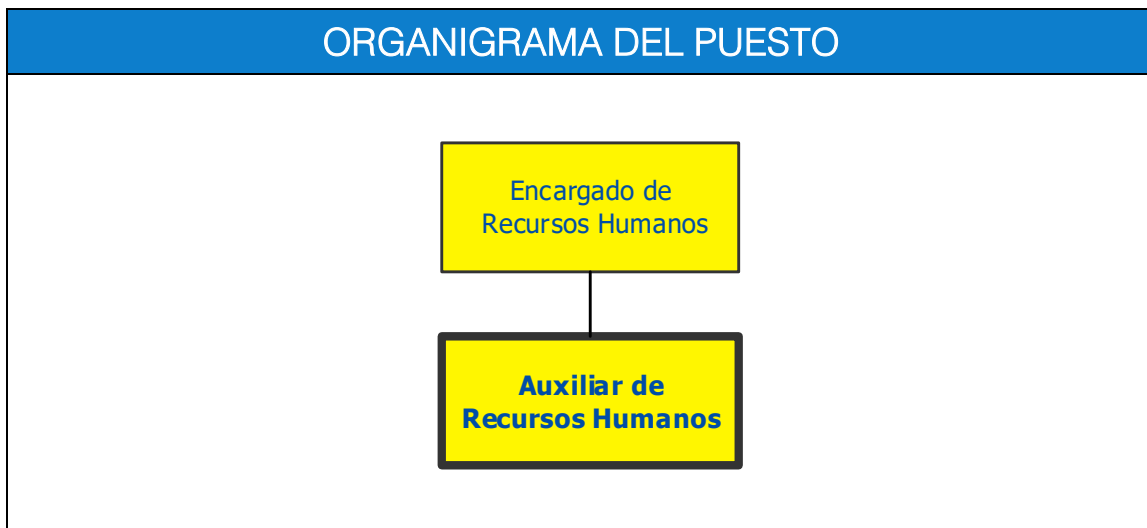 ORGANIGRAMA DEL PUESTO
Encargado de
Recursos Humanos
Auxiliar de
Recursos Humanos